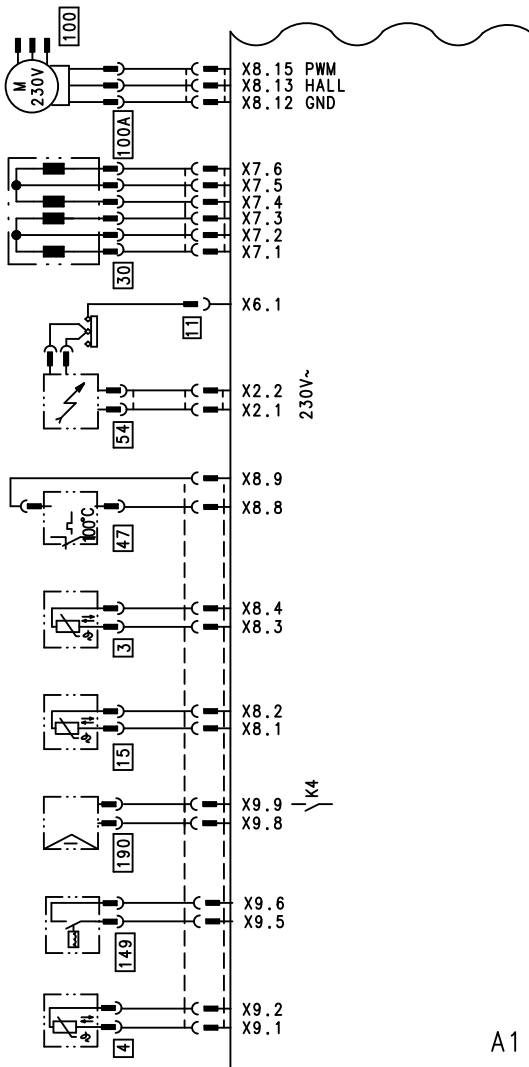 100
M
230V
X8.15 PWM
X8.13 HALL
X8.12 GND
100A
X7.6
X7.5
X7.4
X7.3
X7.2
X7.1
30
X6.1
11
X2.2
X2.1
230V~
54
X8.9
X8.8
100°C
47
X8.4
X8.3
3
X8.2
X8.1
15
X9.9
K4
X9.8
190
X9.6
X9.5
149
X9.2
X9.1
4
A1